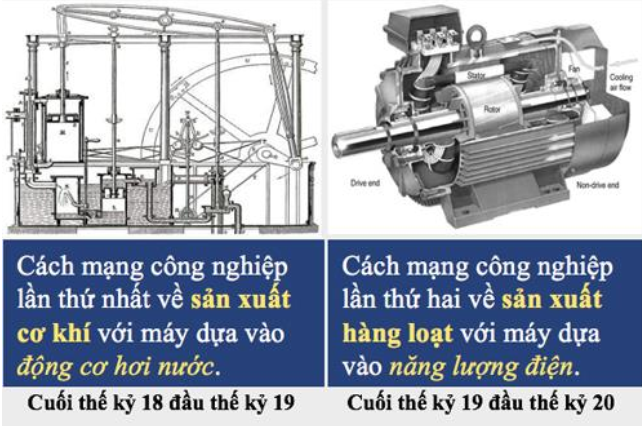 Stator
Fan
Cooling
air flow
Rotor
Drive end
Non-drive end
Cách mạng công nghiệp
lần thứ nhất về sản xuất
cơ khí với máy dựa vào
động cơ hơi nước.
Cuối thế kỷ 18 đầu thế kỷ 19
Cách mạng công nghiệp
lần thứ hai về sản xuất
hàng loạt với máy dựa
vào năng lượng điện.
Cuối thế kỷ 19 đầu thế kỷ 20